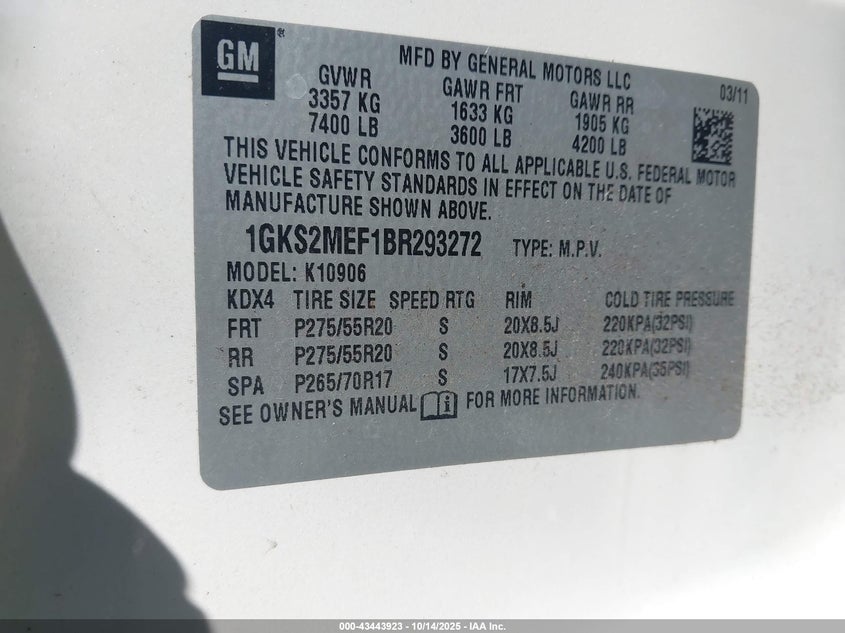 GM
MFD BY GENERAL MOTORS LLC
03/11
GVWR GAWR FRT GAWR RR
3357 KG 1633 KG 1905 KG
7400 LB 3600 LB 4200 LB
THIS VEHICLE CONFORMS TO ALL APPLICABLE U.S. FEDERAL MOTOR
VEHICLE SAFETY STANDARDS IN EFFECT ON THE DATE OF
MANUFACTURE SHOWN ABOVE.
1GKS2MEF1BR293272 TYPE: M.P.V.
MODEL: K10906
KDX4 TIRE SIZE SPEED RTG RIM COLD TIRE PRESSURE
FRT P275/55R20 S 20X8.5J 220KPA(32PSI)
RR P275/55R20 S 20X8.5J 220KPA(32PSI)
SPA P265/70R17 S 17X7.5J 240KPA(35PSI)
SEE OWNER'S MANUAL i FOR MORE INFORMATION.
000-43443923 - 10/14/2025 - IAA Inc.